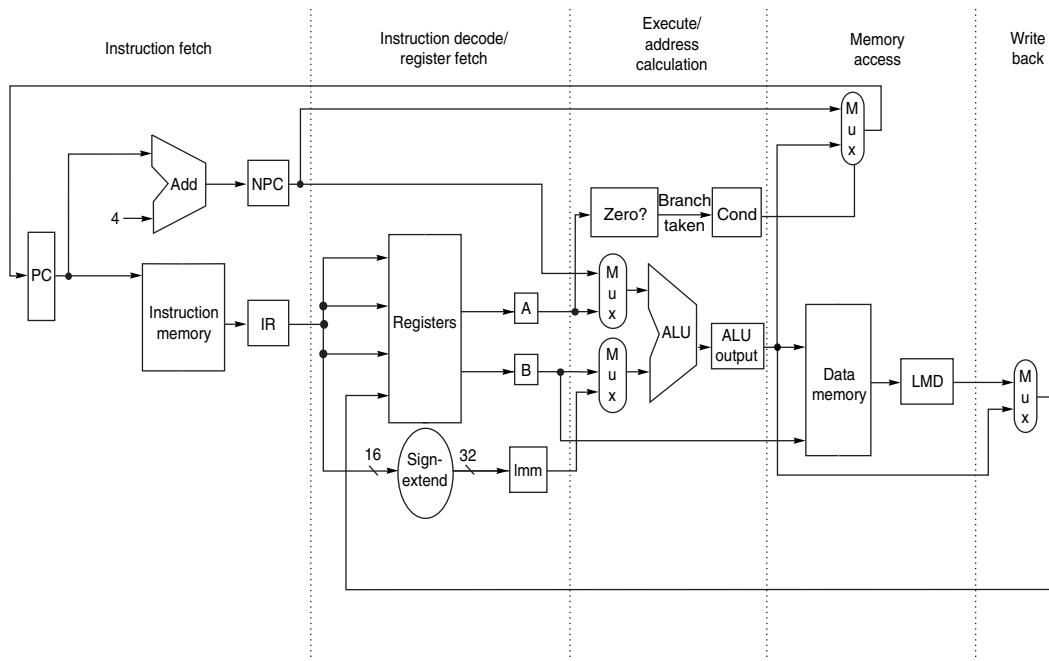 Instruction fetch
Instruction decode/
register fetch
Execute/
address
calculation
Memory
access
Write
back
M
u
x
Add
NPC
4
Zero?
Branch
taken
Cond
PC
Instruction
memory
IR
Registers
A
B
M
u
x
M
u
x
ALU
ALU
output
Data
memory
LMD
M
u
x
16
Sign-
extend
32
Imm